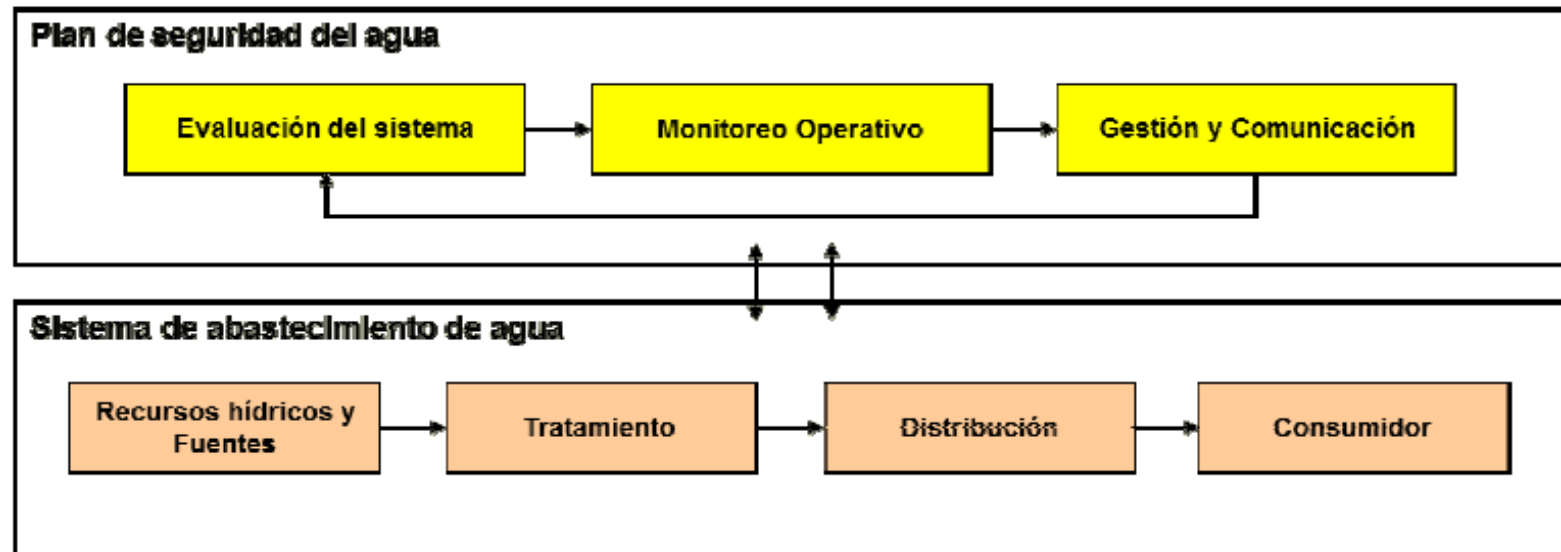 Plan de seguridad del agua
Evaluación del sistema
Monitoreo Operativo
Gestión y Comunicación
Sistema de abastecimiento de agua
Recursos hídricos y
Fuentes
Tratamiento
Distribución
Consumidor